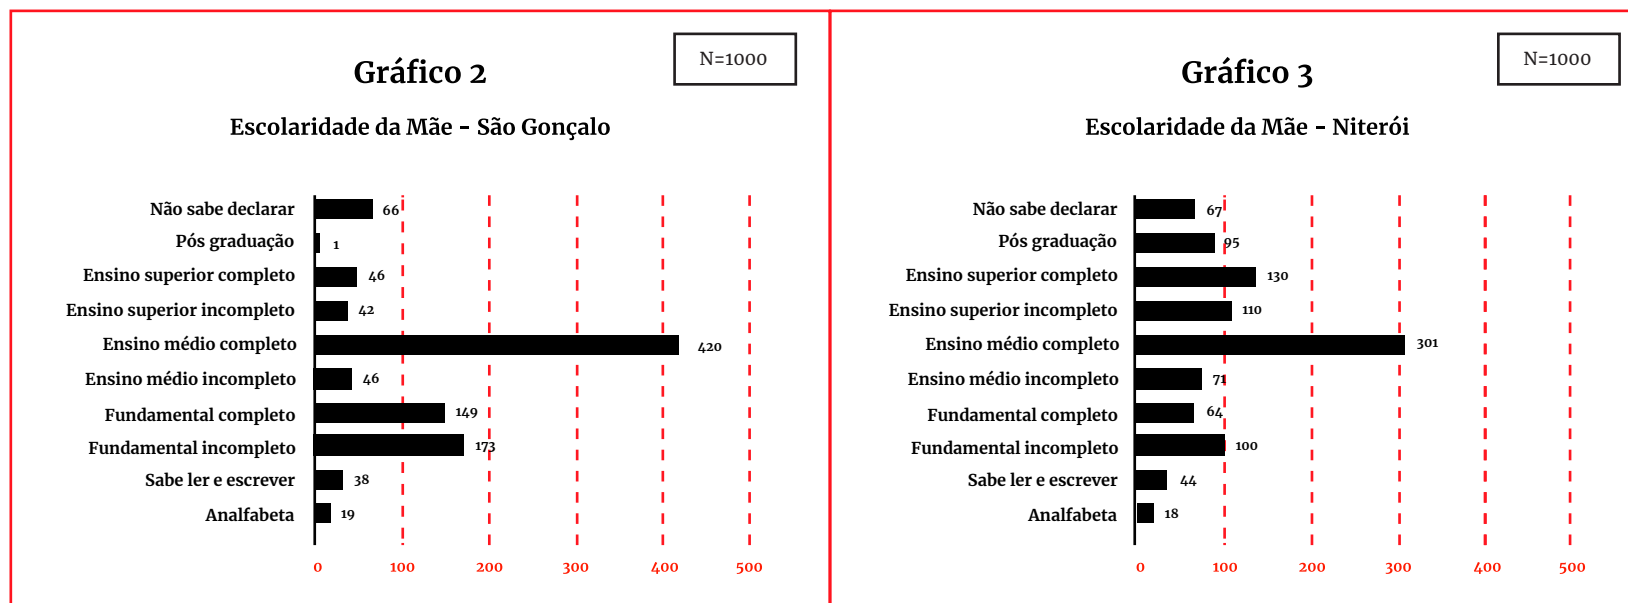 N=1000
Gráfico 2
Escolaridade da Mãe - São Gonçalo
Não sabe declarar 66
Pós graduação 1
Ensino superior completo 46
Ensino superior incompleto 42
Ensino médio completo 420
Ensino médio incompleto 46
Fundamental completo 149
Fundamental incompleto 173
Sabe ler e escrever 38
Analfabeta 19
0 100 200 300 400 500
N=1000
Gráfico 3
Escolaridade da Mãe - Niterói
Não sabe declarar 67
Pós graduação 95
Ensino superior completo 130
Ensino superior incompleto 110
Ensino médio completo 301
Ensino médio incompleto 71
Fundamental completo 64
Fundamental incompleto 100
Sabe ler e escrever 44
Analfabeta 18
0 100 200 300 400 500